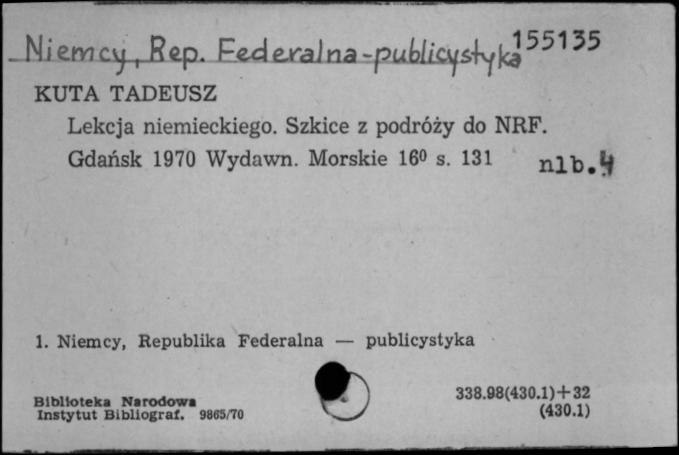 155135
Niemcy, Rep. Federalna-publicystyka
KUTA TADEUSZ
Lekcja niemieckiego. Szkice z podróży do NRF.
Gdańsk 1970 Wydawn. Morskie 16⁰ s. 131 nlb. 4
1. Niemcy, Republika Federalna — publicystyka
Biblioteka Narodowa
Instytut Bibliograf. 9865/70
338.98(430.1)+32
(430.1)